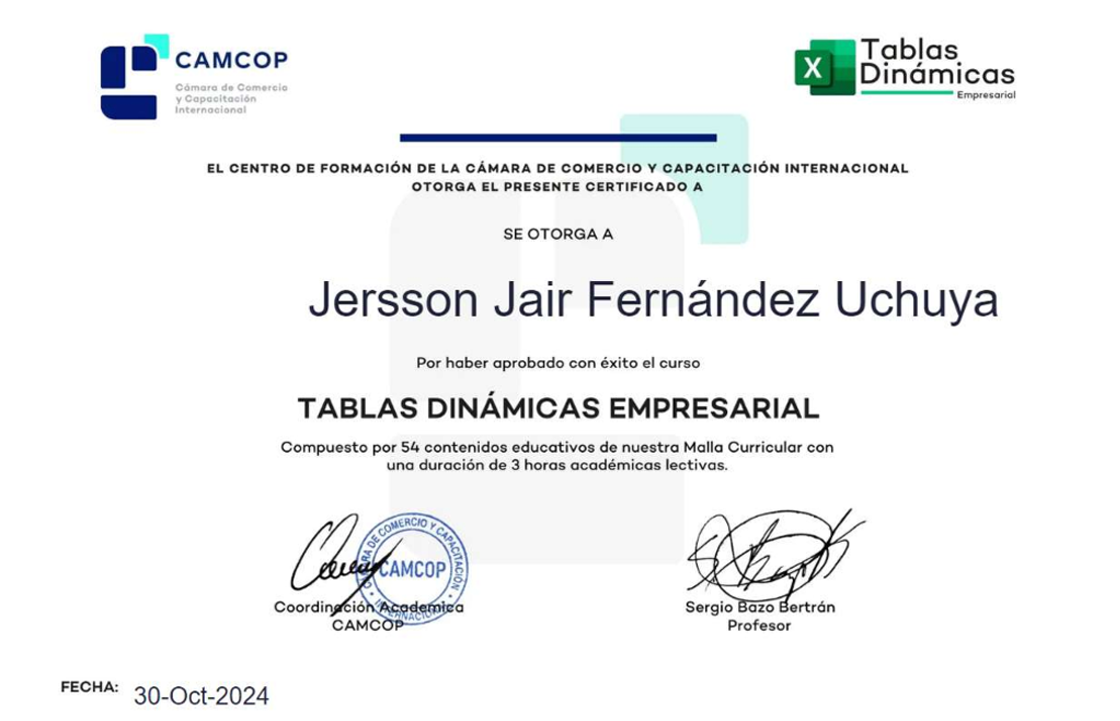 CAMCOP
Cámara de Comercio
y Capacitación
Internacional
X
Tablas
Dinámicas
Empresarial
EL CENTRO DE FORMACIÓN DE LA CÁMARA DE COMERCIO Y CAPACITACIÓN INTERNACIONAL
OTORGA EL PRESENTE CERTIFICADO A
SE OTORGA A
Jersson Jair Fernández Uchuya
Por haber aprobado con éxito el curso
TABLAS DINÁMICAS EMPRESARIAL
Compuesto por 54 contenidos educativos de nuestra Malla Curricular con
una duración de 3 horas académicas lectivas.
CÁMARA DE COMERCIO Y CAPACITACIÓN
CAMCOP
INTERNACIONAL
Coordinación Academica
CAMCOP
Sergio Bazo Bertrán
Profesor
FECHA: 30-Oct-2024